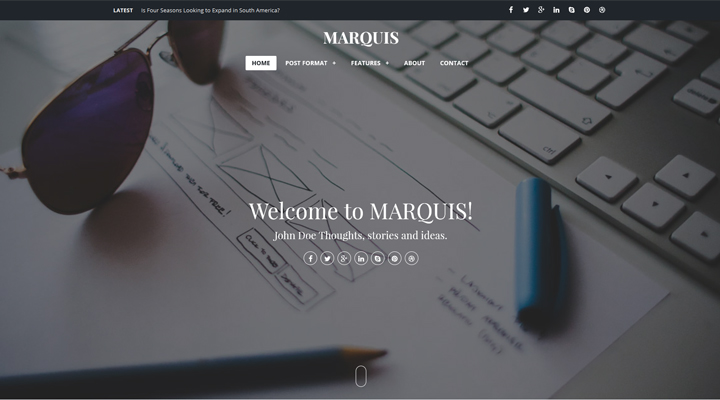 LATEST Is Four Seasons Looking to Expand in South America?
MARQUIS
HOME POST FORMAT + FEATURES + ABOUT CONTACT
Welcome to MARQUIS!
John Doe Thoughts, stories and ideas.
ctrl